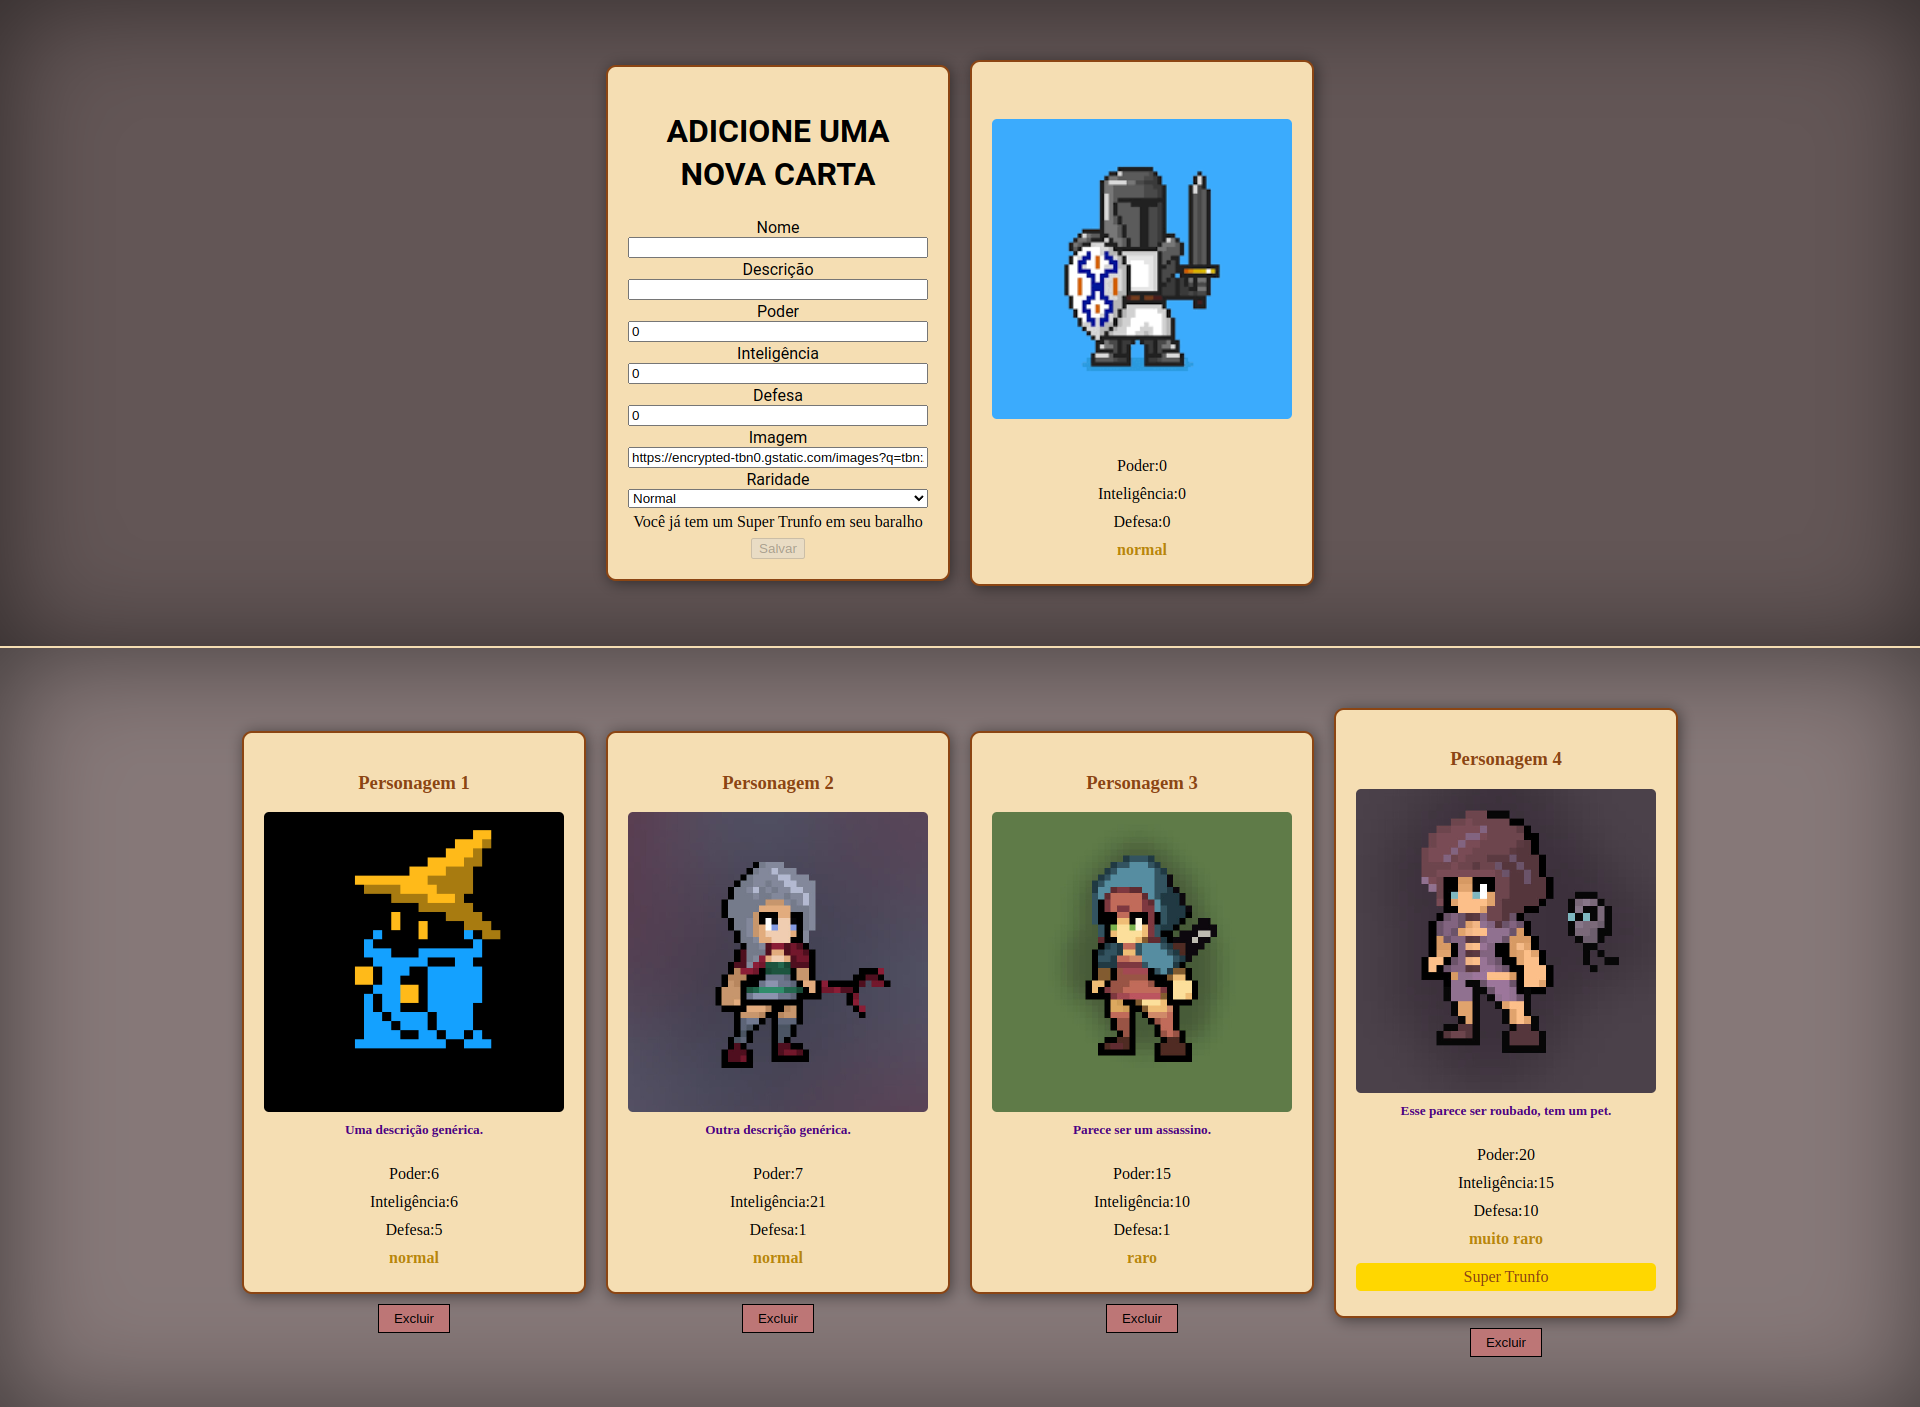 ADICIONE UMA
NOVA CARTA
Nome
Descrição
Poder
0
Inteligência
0
Defesa
0
Imagem
https://encrypted-tbn0.gstatic.com/images?q=tbn:
Raridade
Normal
Você já tem um Super Trunfo em seu baralho
Salvar
Poder:0
Inteligência:0
Defesa:0
normal
Personagem 1
Uma descrição genérica.
Poder:6
Inteligência:6
Defesa:5
normal
Excluir
Personagem 2
Outra descrição genérica.
Poder:7
Inteligência:21
Defesa:1
normal
Excluir
Personagem 3
Parece ser um assassino.
Poder:15
Inteligência:10
Defesa:1
raro
Excluir
Personagem 4
Esse parece ser roubado, tem um pet.
Poder:20
Inteligência:15
Defesa:10
muito raro
Super Trunfo
Excluir